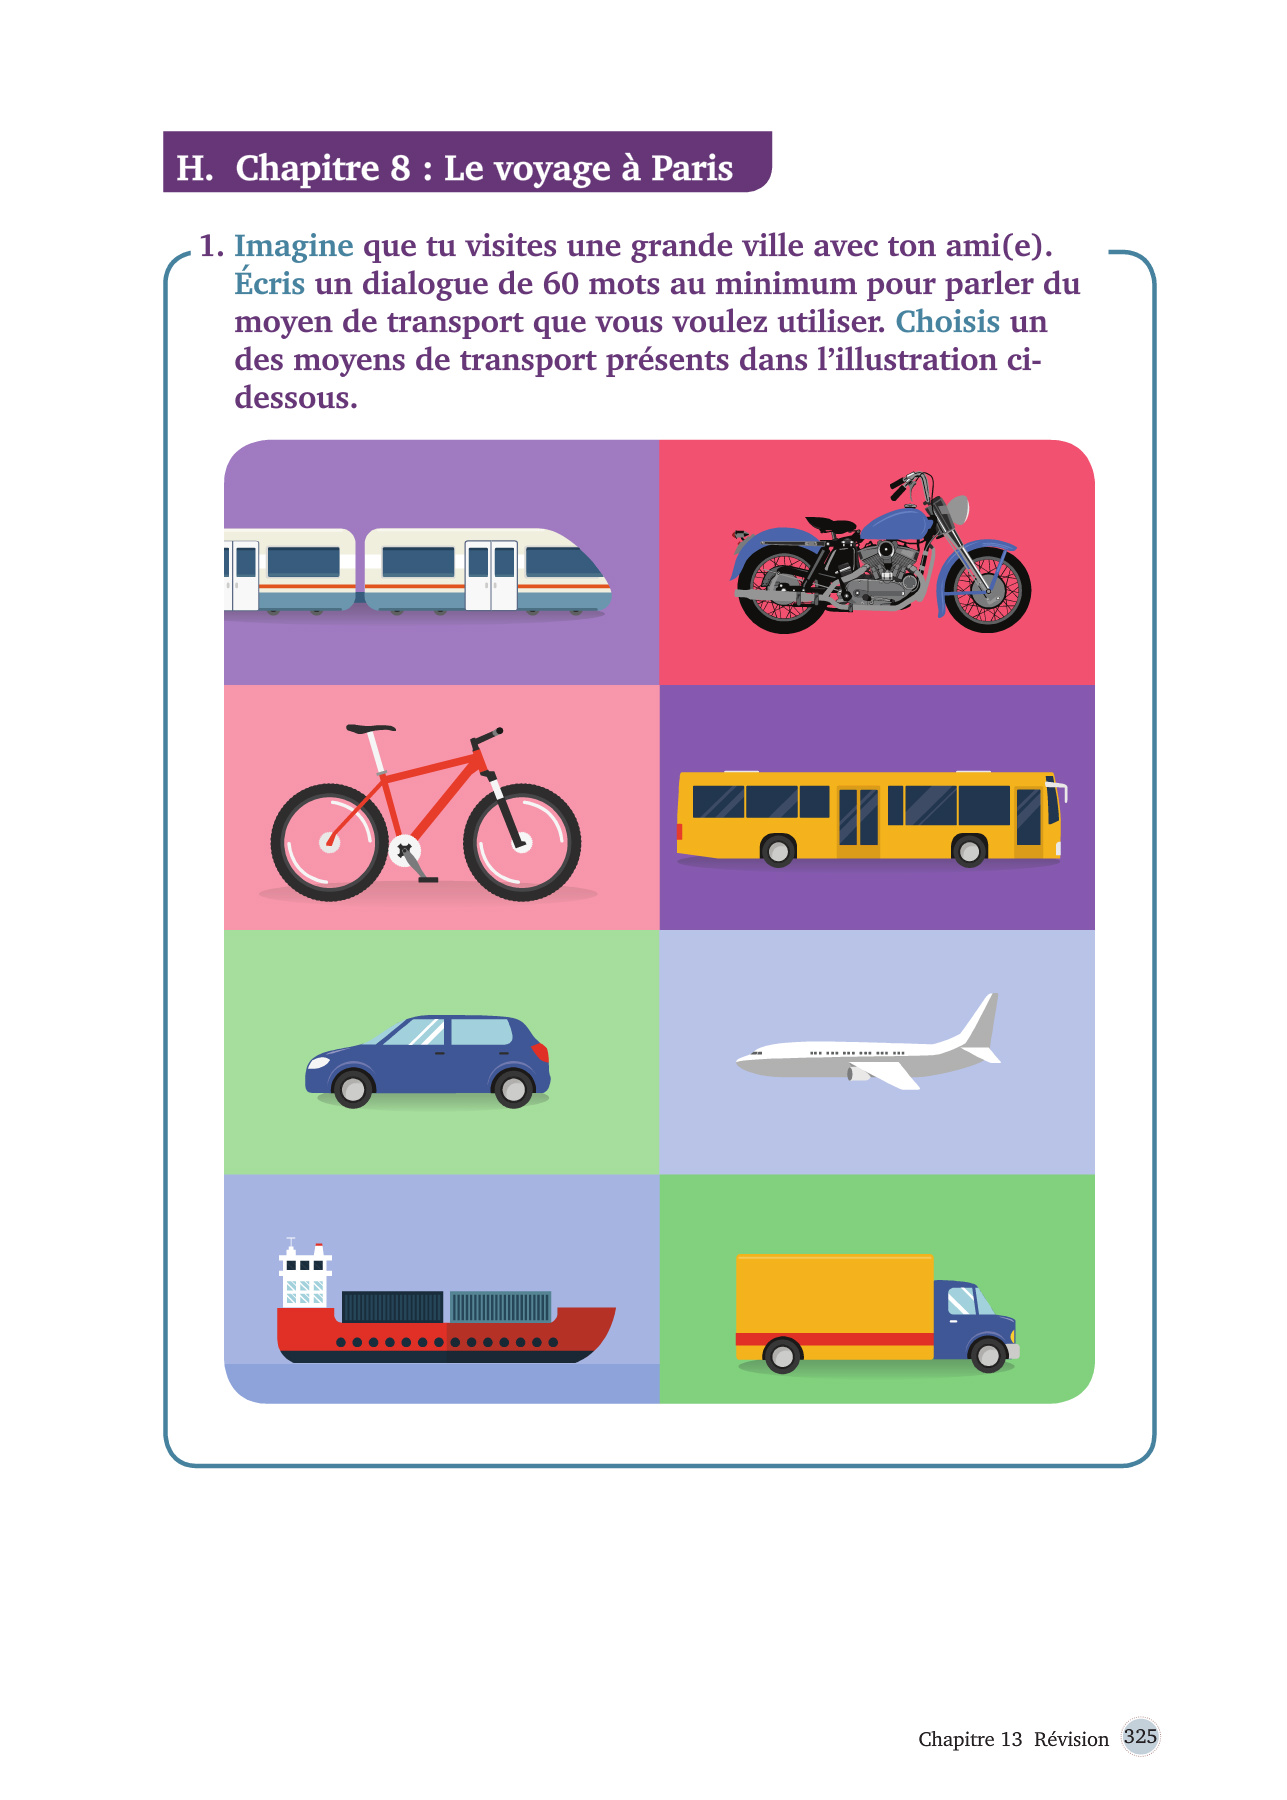 H. Chapitre 8 : Le voyage à Paris
1. Imagine que tu visites une grande ville avec ton ami(e).
Écris un dialogue de 60 mots au minimum pour parler du
moyen de transport que vous voulez utiliser. Choisis un
des moyens de transport présents dans l’illustration ci-
dessous.
Chapitre 13 Révision 325